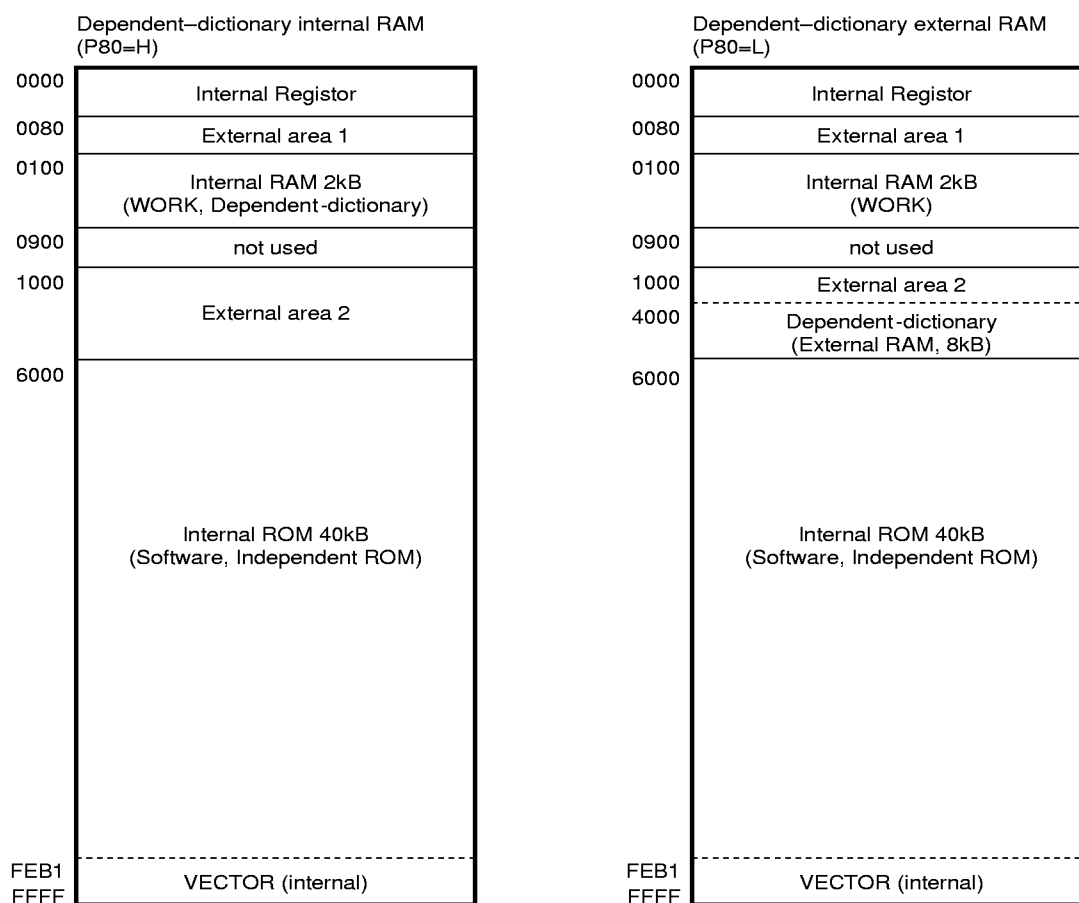 Dependent–dictionary internal RAM
(P80=H)
0000
Internal Registor
0080
External area 1
0100
Internal RAM 2kB
(WORK, Dependent-dictionary)
0900
not used
1000
External area 2
6000
Internal ROM 40kB
(Software, Independent ROM)
FEB1
VECTOR (internal)
FFFF
Dependent–dictionary external RAM
(P80=L)
0000
Internal Registor
0080
External area 1
0100
Internal RAM 2kB
(WORK)
0900
not used
1000
External area 2
4000
Dependent-dictionary
(External RAM, 8kB)
6000
Internal ROM 40kB
(Software, Independent ROM)
FEB1
VECTOR (internal)
FFFF